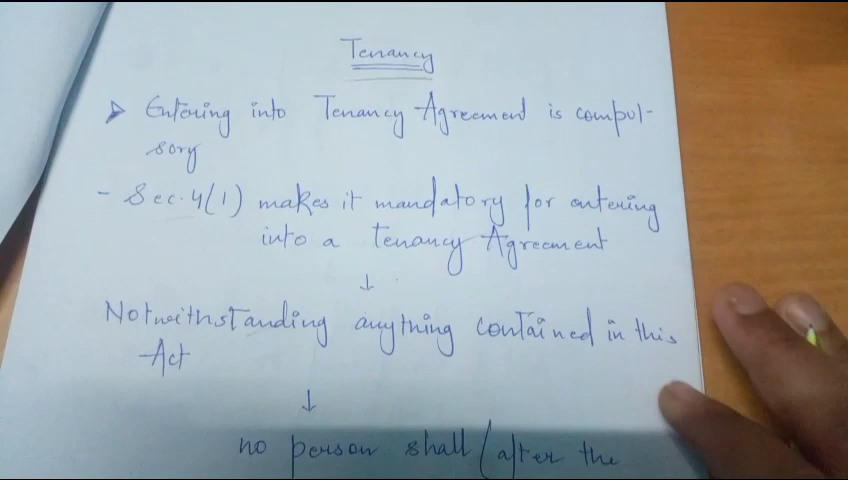 Tenancy
➤ Entering into Tenancy Agreement is compul-
sory
- Sec. 4(1) makes it mandatory for entering
into a Tenancy Agreement
↓
Notwithstanding anything contained in this
Act
↓
no person shall (after the